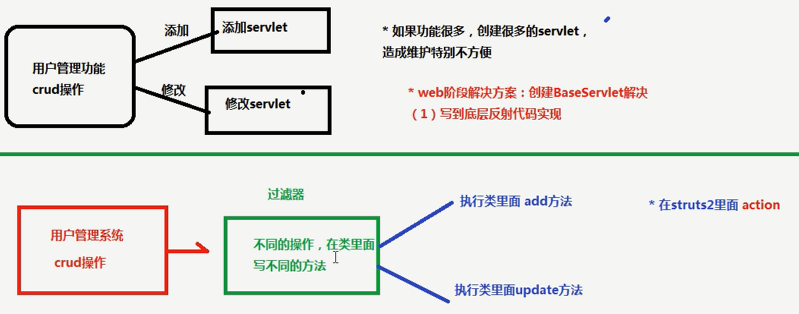 用户管理功能
crud操作
添加
添加servlet
修改
修改servlet
* 如果功能很多，创建很多的servlet，
造成维护特别不方便
* web阶段解决方案：创建BaseServlet解决
（1）写到底层反射代码实现
过滤器
用户管理系统
crud操作
不同的操作，在类里面
写不同的方法
执行类里面 add方法
执行类里面update方法
* 在struts2里面 action